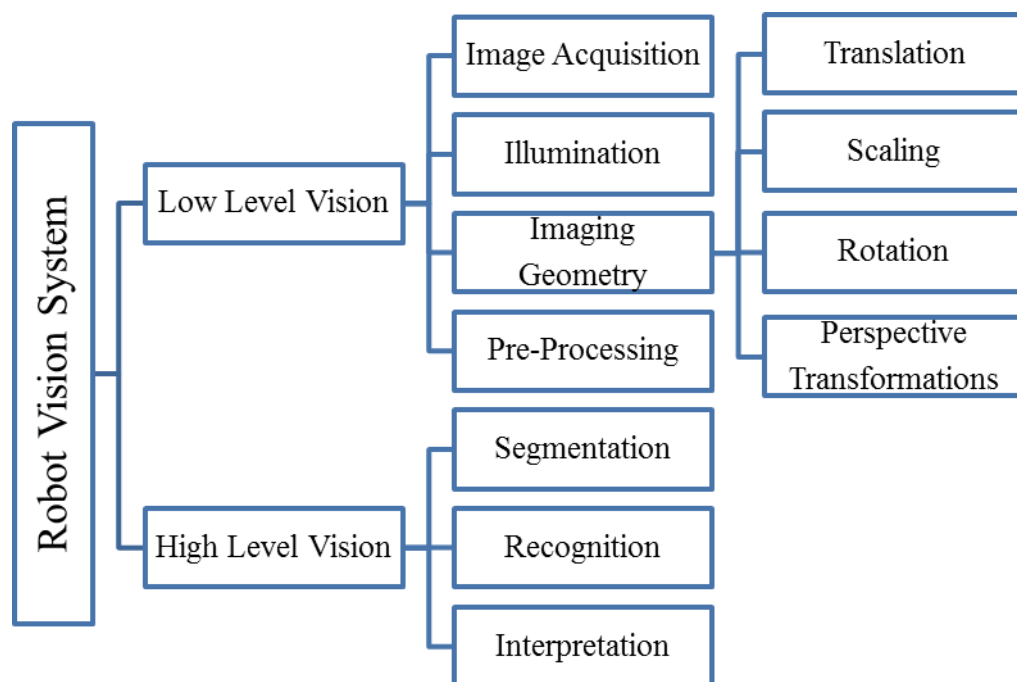 Robot Vision System
Low Level Vision
Image Acquisition
Illumination
Imaging
Geometry
Translation
Scaling
Rotation
Perspective
Transformations
Pre-Processing
High Level Vision
Segmentation
Recognition
Interpretation